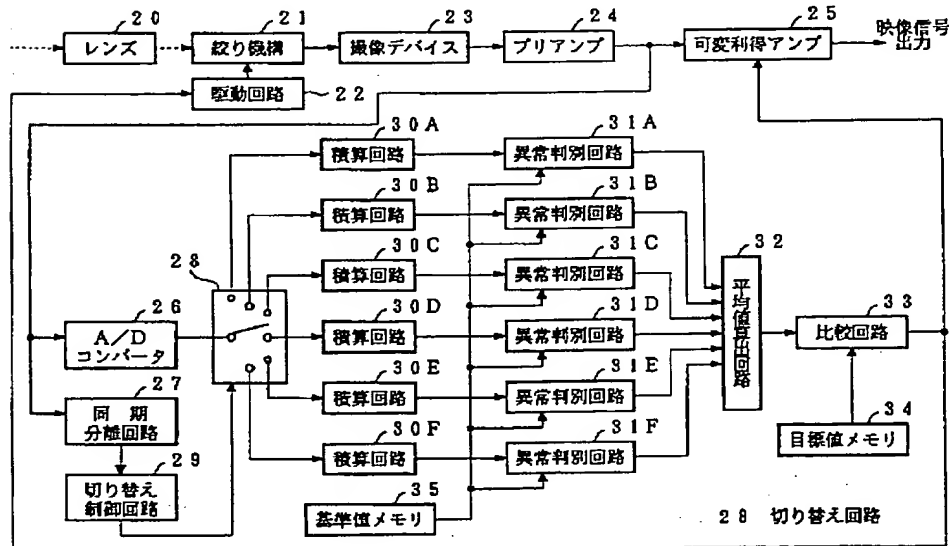 20
21
23
24
25
レンズ
絞り機構
撮像デバイス
プリアンプ
可変利得アンプ
映像信号
出力
駆動回路
22
30A
積算回路
31A
異常判別回路
30B
積算回路
31B
異常判別回路
30C
積算回路
31C
異常判別回路
28
30D
積算回路
31D
異常判別回路
30E
積算回路
31E
異常判別回路
30F
積算回路
31F
異常判別回路
32
平均値算出回路
33
比較回路
34
目標値メモリ
26
A/D
コンバータ
27
同期
分離回路
29
切り替え
制御回路
35
基準値メモリ
28 切り替え回路